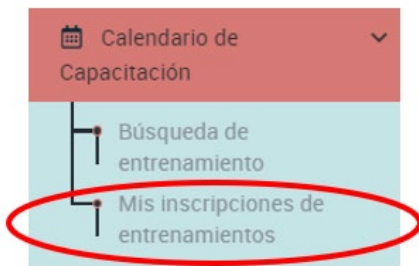 Calendario de
Capacitación
Búsqueda de
entrenamiento
Mis inscripciones de
entrenamientos